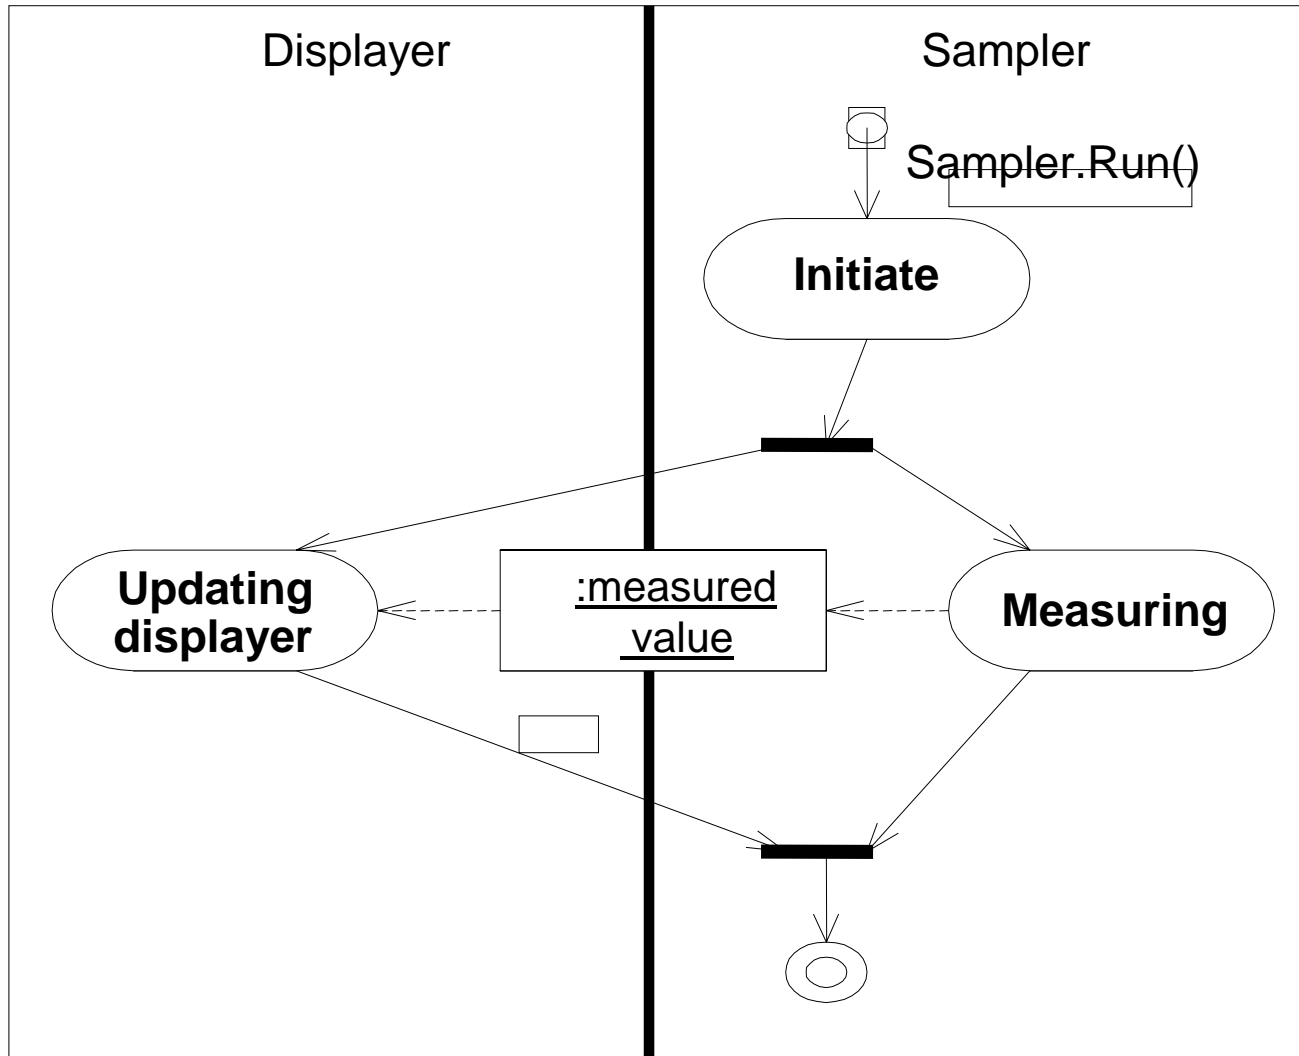 Displayer
Sampler
Sampler.Run()
Initiate
Updating
displayer
:measured
value
Measuring